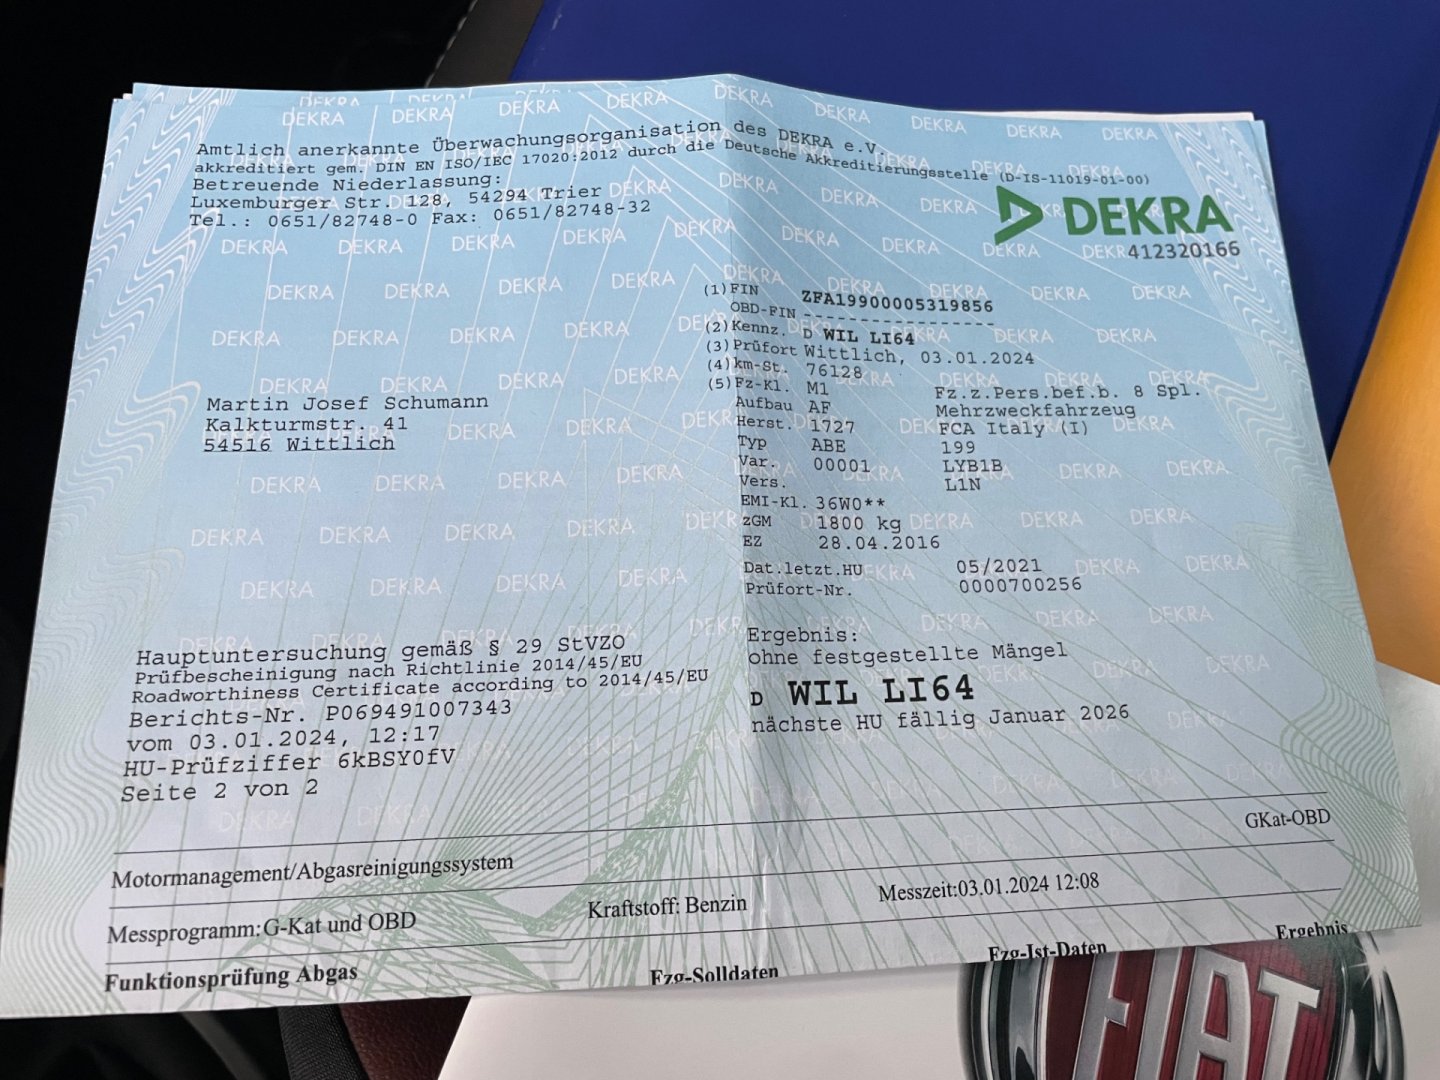 Amtlich anerkannte Überwachungsorganisation des DEKRA e.V.
akkreditiert gem. DIN EN ISO/IEC 17020:2012 durch die Deutsche Akkreditierungsstelle (D-IS-11019-01-00)
Betreuende Niederlassung:
Luxemburger Str. 128, 54294 Trier
Tel.: 0651/82748-0 Fax: 0651/82748-32
DEKRA
412320166
(1) FIN ZFA19900005319856
OBD-FIN -----------------
(2) Kennz. D WIL LI64
(3) Prüfort Wittlich, 03.01.2024
(4) km-St. 76128
(5) Fz-Kl. M1 Fz.z.Pers.bef.b. 8 Spl.
Aufbau AF Mehrzweckfahrzeug
Herst. 1727 FCA Italy (I)
Typ ABE 199
Var. 00001 LYB1B
Vers. L1N
EMI-Kl. 36W0**
zGM 1800 kg
EZ 28.04.2016
Dat.letzt.HU 05/2021
Prüfort-Nr. 0000700256
Martin Josef Schumann
Kalkturmstr. 41
54516 Wittlich
Hauptuntersuchung gemäß § 29 StVZO
Prüfbescheinigung nach Richtlinie 2014/45/EU
Roadworthiness Certificate according to 2014/45/EU
Berichts-Nr. P069491007343
vom 03.01.2024, 12:17
HU-Prüfziffer 6kBSY0fV
Seite 2 von 2
Ergebnis:
ohne festgestellte Mängel
D WIL LI64
nächste HU fällig Januar 2026
Motormanagement/Abgasreinigungssystem GKat-OBD
Messprogramm:G-Kat und OBD Kraftstoff: Benzin Messzeit:03.01.2024 12:08
Funktionsprüfung Abgas Fzg-Solldaten Fzg-Ist-Daten Ergebnis
FIAT